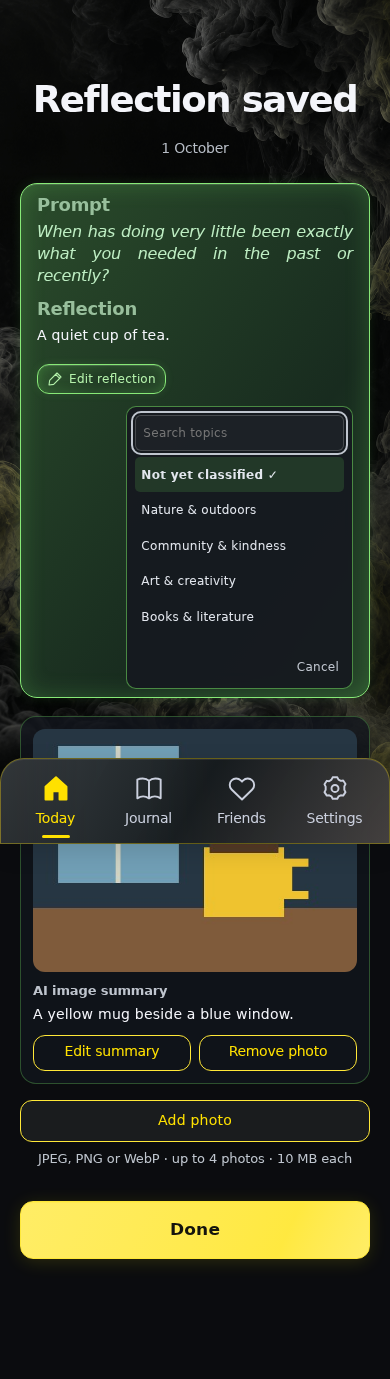 Reflection saved
1 October
Prompt
When has doing very little been exactly
what you needed in the past or
recently?
Reflection
A quiet cup of tea.
Edit reflection
Search topics
Not yet classified ✓
Nature & outdoors
Community & kindness
Art & creativity
Books & literature
Cancel
Today Journal Friends Settings
AI image summary
A yellow mug beside a blue window.
Edit summary Remove photo
Add photo
JPEG, PNG or WebP · up to 4 photos · 10 MB each
Done